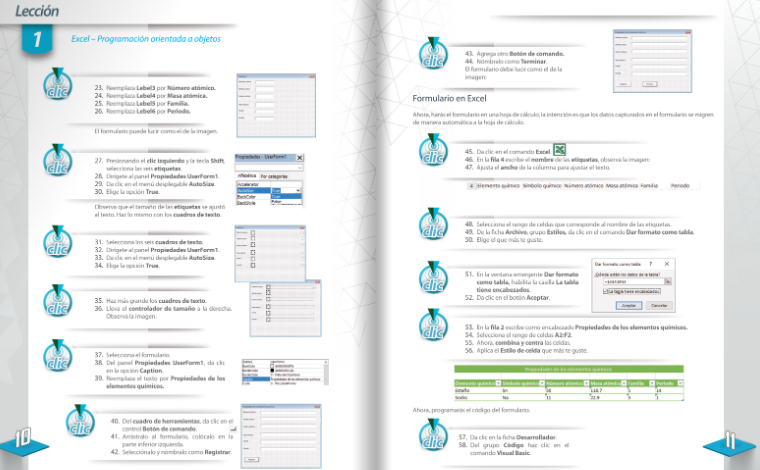 Lección
1
Excel – Programación orientada a objetos
clic
23. Reemplaza Label3 por Número atómico.
24. Reemplaza Label4 por Masa atómica.
25. Reemplaza Label5 por Familia.
26. Reemplaza Label6 por Periodo.
El formulario puede lucir como el de la imagen.
clic
27. Presionando el clic izquierdo y la tecla Shift,
selecciona las seis etiquetas.
28. Dirígete al panel Propiedades UserForm1.
29. Da clic en el menú desplegable AutoSize.
30. Elige la opción True.
Propiedades - UserForm1
Alfabética Por categorías
Accelerator
AutoSize True
BackColor True
BackStyle False
Observa que el tamaño de las etiquetas se ajustó
al texto. Haz lo mismo con los cuadros de texto.
clic
31. Selecciona los seis cuadros de texto.
32. Dirígete al panel Propiedades UserForm1.
33. Da clic en el menú desplegable AutoSize.
34. Elige la opción True.
clic
35. Haz más grande los cuadros de texto.
36. Lleva el controlador de tamaño a la derecha.
Observa la imagen.
clic
37. Selecciona el formulario.
38. Del panel Propiedades UserForm1, da clic
en la opción Caption.
39. Reemplaza el texto por Propiedades de los
elementos químicos.
clic
40. Del cuadro de herramientas, da clic en el
control Botón de comando.
41. Arrástralo al formulario, colócalo en la
parte inferior izquierda.
42. Selecciónalo y nómbralo como Registrar.
10
clic
43. Agrega otro Botón de comando.
44. Nómbralo como Terminar.
El formulario debe lucir como el de la
imagen:
Formulario en Excel
Ahora, harás el formulario en una hoja de cálculo, la intención es que los datos capturados en el formulario se migren
de manera automática a la hoja de cálculo.
clic
45. Da clic en el comando Excel.
46. En la fila 4 escribe el nombre de las etiquetas, observa la imagen:
47. Ajusta el ancho de la columna para ajustar el texto.
4 Elemento químico Símbolo químico Número atómico Masa atómica Familia Periodo
clic
48. Selecciona el rango de celdas que corresponde al nombre de las etiquetas.
49. De la ficha Archivo, grupo Estilos, da clic en el comando Dar formato como tabla.
50. Elige el que más te guste.
clic
51. En la ventana emergente Dar formato
como tabla, habilita la casilla La tabla
tiene encabezados.
52. Da clic en el botón Aceptar.
Dar formato como tabla ? X
¿Dónde están los datos de la tabla?
La tabla tiene encabezados.
Aceptar Cancelar
clic
53. En la fila 2 escribe como encabezado Propiedades de los elementos químicos.
54. Selecciona el rango de celdas A2:F2.
55. Ahora, combina y centra las celdas.
56. Aplica el Estilo de celda que más te guste.
Propiedades de los elementos químicos
Elemento químico Símbolo químico Número atómico Masa atómica Familia Periodo
Estaño Sn 50 118.7 5 14
Sodio Na 11 22.9 3 1
Ahora, programarás el código del formulario.
clic
57. Da clic en la ficha Desarrollador.
58. Del grupo Código haz clic en el
comando Visual Basic.
11